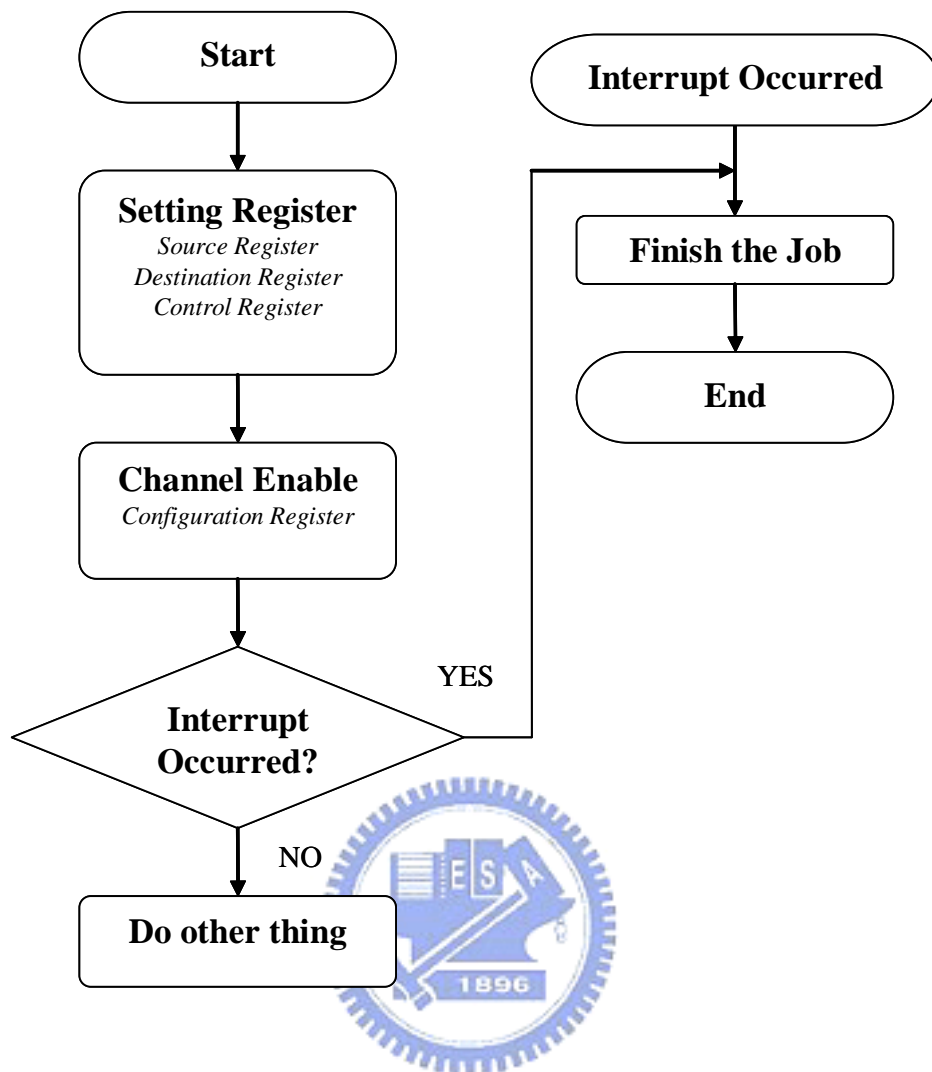 Start
Setting Register
Source Register
Destination Register
Control Register
Channel Enable
Configuration Register
Interrupt
Occurred?
YES
NO
Do other thing
Interrupt Occurred
Finish the Job
End
E S A
1896